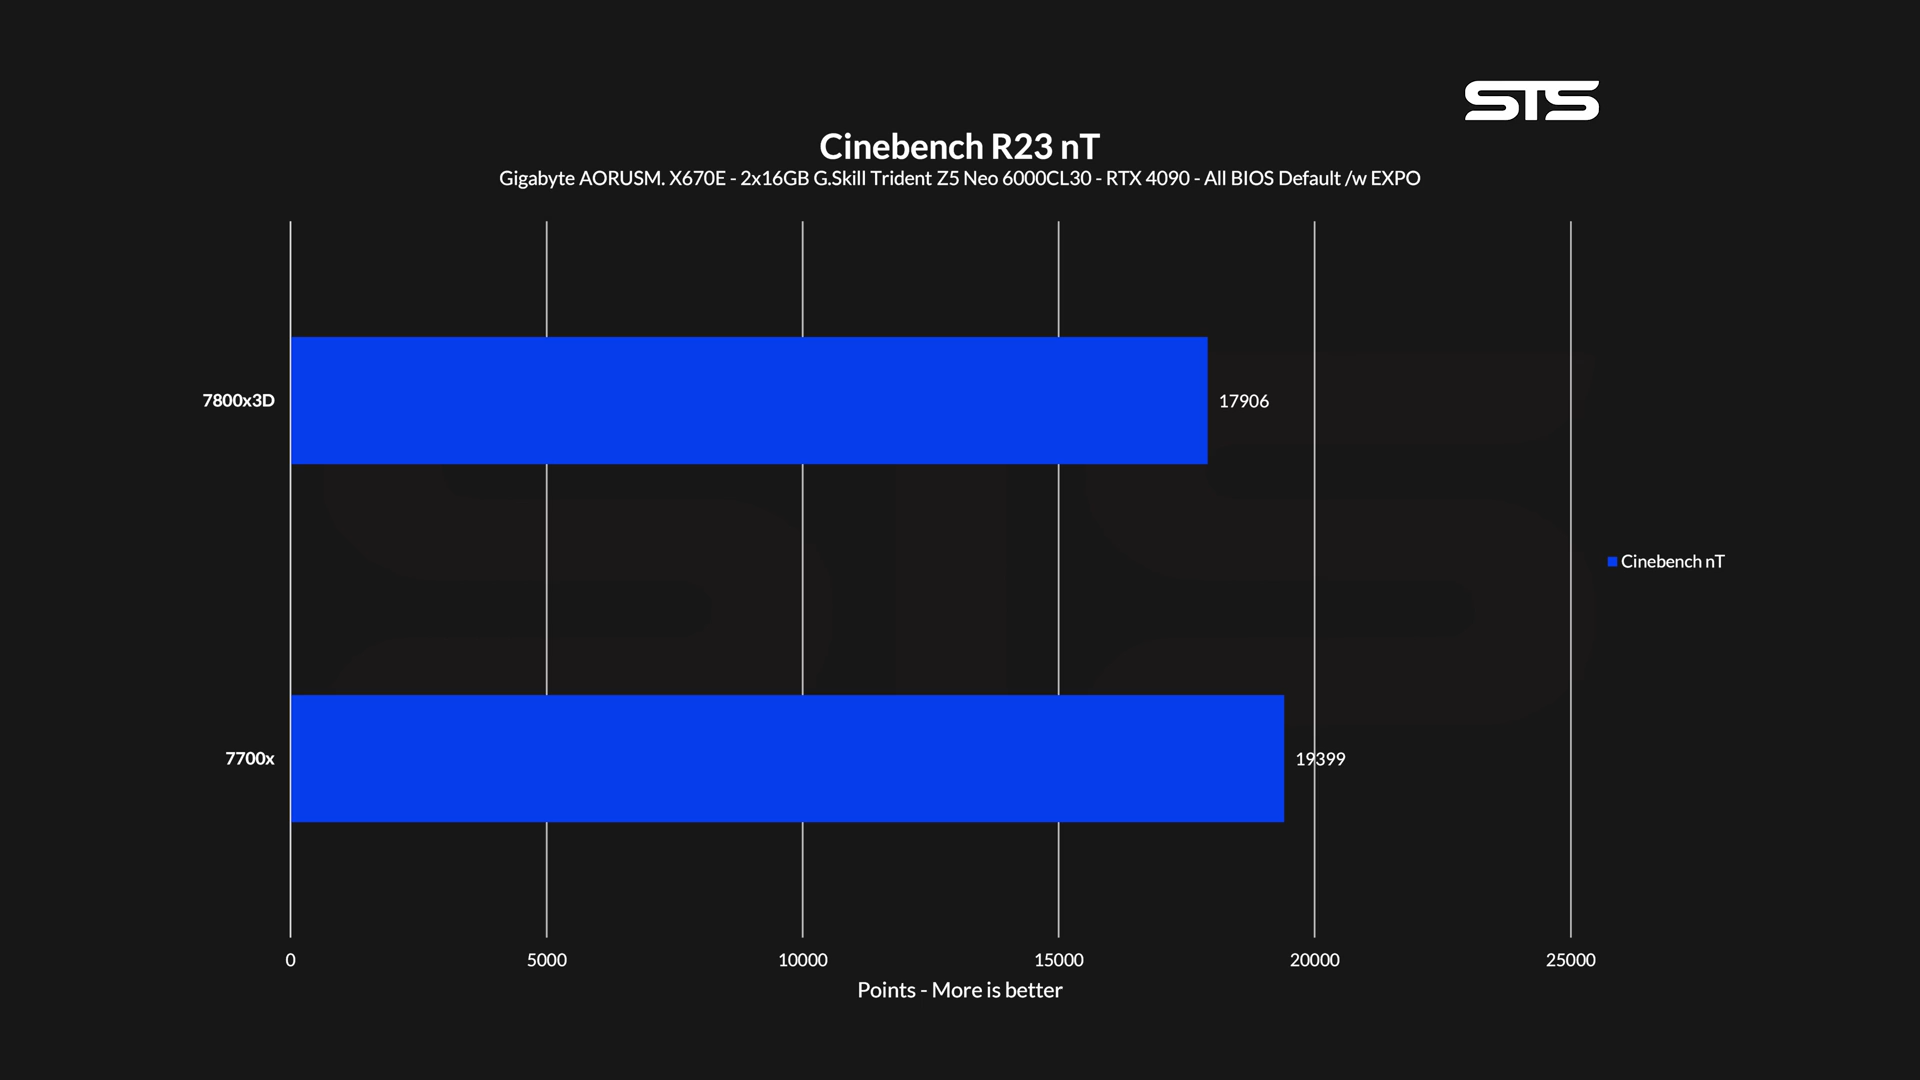 STS
Cinebench R23 nT
Gigabyte AORUSM. X670E - 2x16GB G.Skill Trident Z5 Neo 6000CL30 - RTX 4090 - All BIOS Default /w EXPO
7800x3D
17906
Cinebench nT
7700x
19399
0 5000 10000 15000 20000 25000
Points - More is better